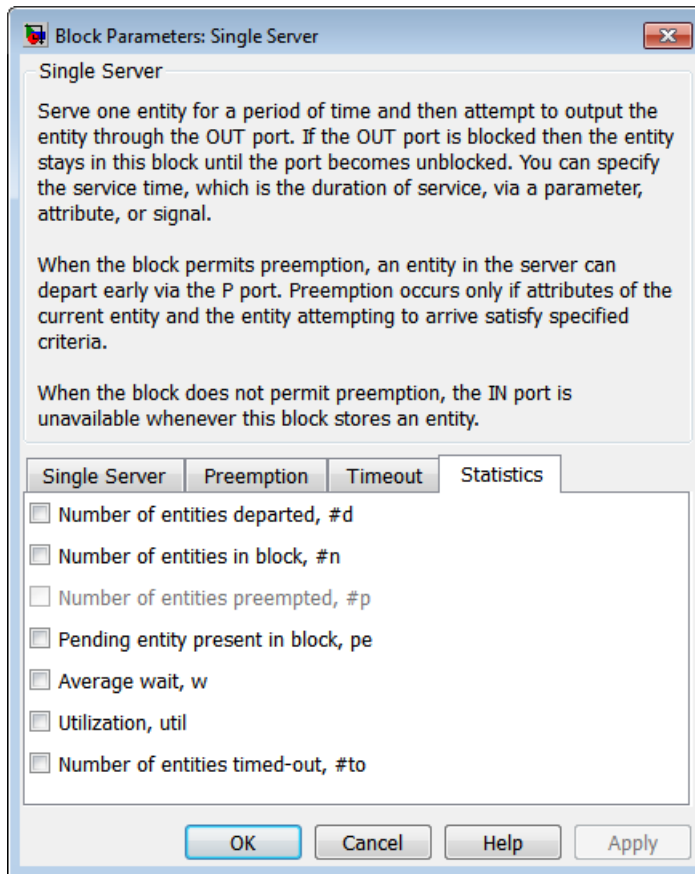 Block Parameters: Single Server
Single Server
Serve one entity for a period of time and then attempt to output the
entity through the OUT port. If the OUT port is blocked then the entity
stays in this block until the port becomes unblocked. You can specify
the service time, which is the duration of service, via a parameter,
attribute, or signal.
When the block permits preemption, an entity in the server can
depart early via the P port. Preemption occurs only if attributes of the
current entity and the entity attempting to arrive satisfy specified
criteria.
When the block does not permit preemption, the IN port is
unavailable whenever this block stores an entity.
Single Server Preemption Timeout Statistics
Number of entities departed, #d
Number of entities in block, #n
Number of entities preempted, #p
Pending entity present in block, pe
Average wait, w
Utilization, util
Number of entities timed-out, #to
OK Cancel Help Apply